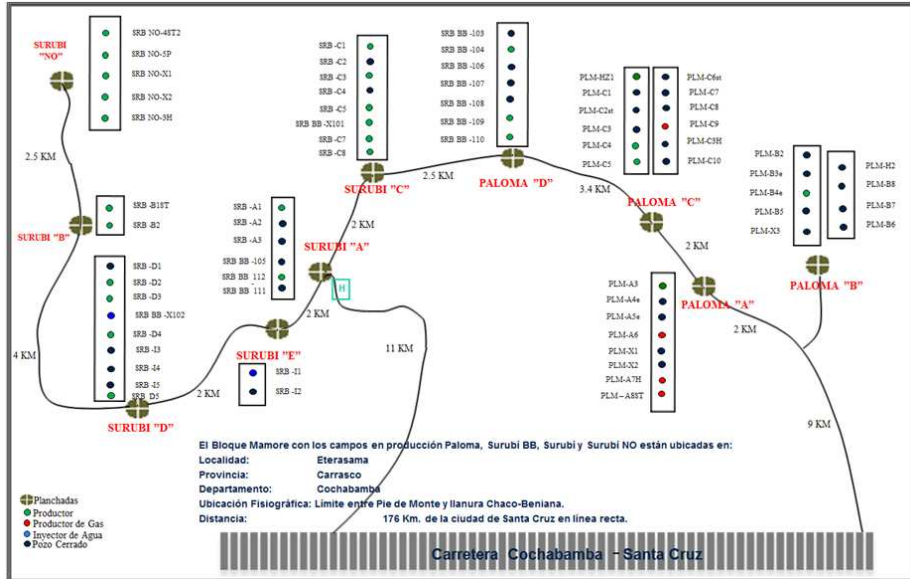 SURUBI
"NO"
SRB NO-48T2
SRB NO-5P
SRB NO-X1
SRB NO-X2
SRB NO-3H
2.5 KM
SURUBI "B"
SRB -B18T
SRB -B2
4 KM
SRB -D1
SRB -D2
SRB -D3
SRB BB -X102
SRB -D4
SRB -I3
SRB -I4
SRB -I5
SRB D5
SURUBI "D"
2 KM
SURUBI "E"
SRB -I1
SRB -I2
2 KM
SRB -A1
SRB -A2
SRB -A3
SRB BB -105
SRB BB 112
SRB BB 111
SURUBI "A"
H
11 KM
2 KM
SRB -C1
SRB -C2
SRB -C3
SRB -C4
SRB -C5
SRB BB -X101
SRB -C7
SRB -C8
SURUBI "C"
2.5 KM
SRB BB -103
SRB BB -104
SRB BB -106
SRB BB -107
SRB BB -108
SRB BB -109
SRB BB -110
PALOMA "D"
3.4 KM
PLM-HZ1
PLM-C1
PLM-C2st
PLM-C3
PLM-C4
PLM-C5
PLM-C6st
PLM-C7
PLM-C8
PLM-C9
PLM-C3H
PLM-C10
PALOMA "C"
2 KM
PLM-A3
PLM-A4e
PLM-A5e
PLM-A6
PLM-X1
PLM-X2
PLM-A7H
PLM-A88T
PALOMA "A"
2 KM
PLM-B2
PLM-B3e
PLM-B4e
PLM-B5
PLM-X3
PLM-H2
PLM-B8
PLM-B7
PLM-B6
PALOMA "B"
9 KM
El Bloque Mamore con los campos en producción Paloma, Surubí BB, Surubí y Surubí NO están ubicadas en:
Localidad: Eterasama
Provincia: Carrasco
Departamento: Cochabamba
Ubicación Fisiográfica: Límite entre Pie de Monte y llanura Chaco-Beniana.
Distancia: 176 Km. de la ciudad de Santa Cruz en línea recta.
Planchadas
Productor
Productor de Gas
Inyector de Agua
Pozo Cerrado
Carretera Cochabamba - Santa Cruz